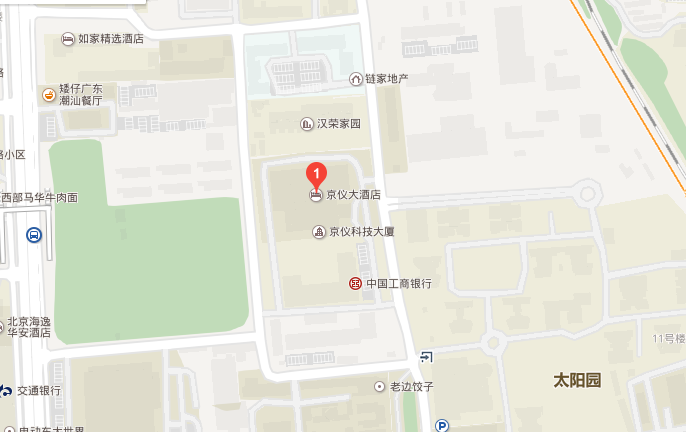 如家精选酒店
链家地产
矮仔广东
潮汕餐厅
汉荣家园
小区
西部马华牛肉面
1
京仪大酒店
京仪科技大厦
中国工商银行
北京海逸
华安酒店
11号楼
太阳园
交通银行
老边饺子
P